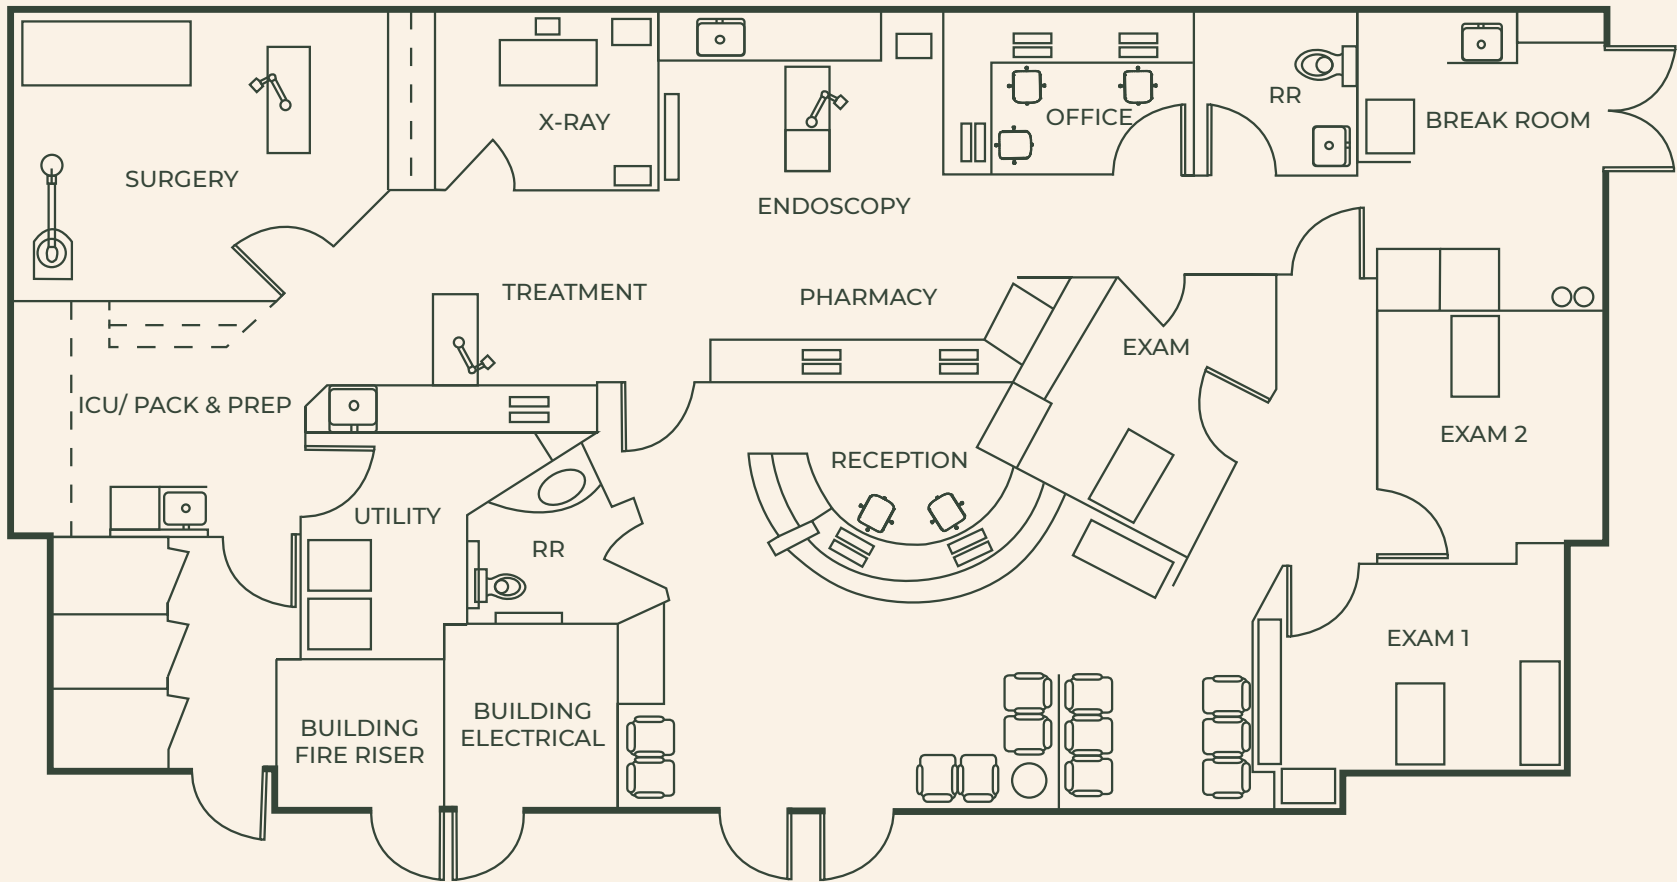 X-RAY
OFFICE
RR
BREAK ROOM
SURGERY
ENDOSCOPY
TREATMENT
PHARMACY
EXAM
ICU/ PACK & PREP
EXAM 2
RECEPTION
UTILITY
RR
EXAM 1
BUILDING
FIRE RISER
BUILDING
ELECTRICAL